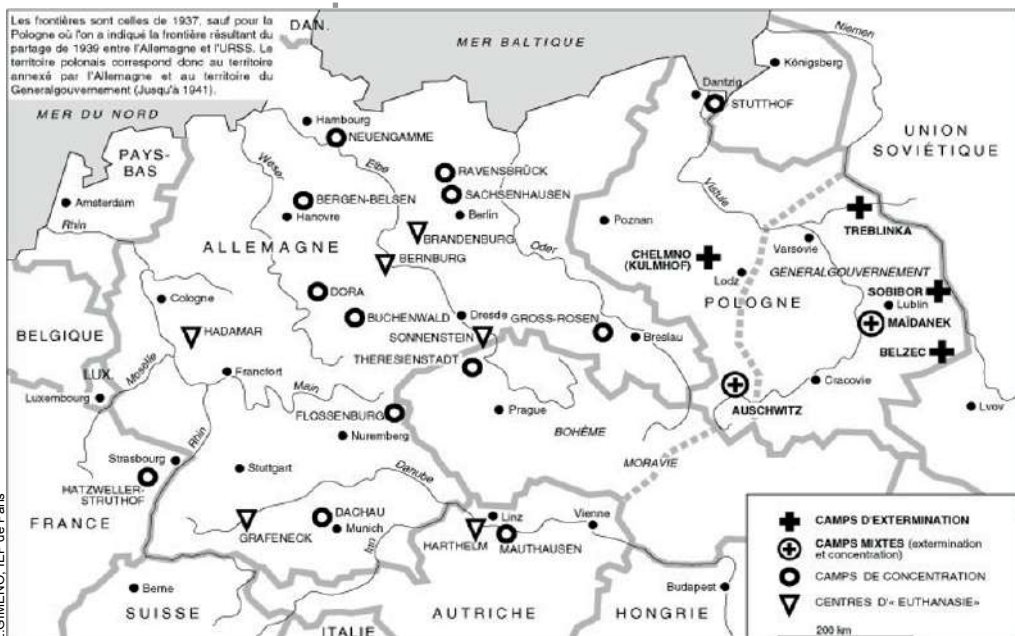 Les frontières sont celles de 1937, sauf pour la
Pologne où l'on a indiqué la frontière résultant du
partage de 1939 entre l'Allemagne et l'URSS. Le
territoire polonais correspond donc au territoire
annexé par l'Allemagne et au territoire du
Generalgouvernement (Jusqu'à 1941).
DAN.
MER BALTIQUE
Niemen
Königsberg
Dantzig
STUTTHOF
MER DU NORD
Hambourg
NEUENGAMME
UNION
SOVIÉTIQUE
PAYS-
BAS
Weser
Elbe
RAVENSBRÜCK
SACHSENHAUSEN
Vistule
Amsterdam
BERGEN-BELSEN
Hanovre
Berlin
Poznan
TREBLINKA
Rhin
ALLEMAGNE
BRANDENBURG
Oder
Varsovie
BERNBURG
CHELMNO
(KULMHOF)
Lodz
GENERALGOUVERNEMENT
Cologne
DORA
POLOGNE
SOBIBOR
Lublin
BELGIQUE
HADAMAR
BUCHENWALD
Dresde
GROSS-ROSEN
MAÏDANEK
SONNENSTEIN
Breslau
BELZEC
THERESIENSTADT
LUX.
Moselle
Francfort
Main
Cracovie
Luxembourg
FLOSSENBURG
Prague
AUSCHWITZ
Lvov
Nuremberg
BOHÊME
Rhin
MORAVIE
Strasbourg
Stuttgart
Danube
HATZWELLER-
STRUTHOF
FRANCE
DACHAU
Munich
GRAFENECK
Inn
Linz
Vienne
HARTHELM
MAUTHAUSEN
Berne
SUISSE
ITALIE
AUTRICHE
HONGRIE
Budapest
CAMPS D'EXTERMINATION
CAMPS MIXTES (extermination
et concentration)
CAMPS DE CONCENTRATION
CENTRES D'« EUTHANASIE»
200 km
.GIMENO, IEP de Paris